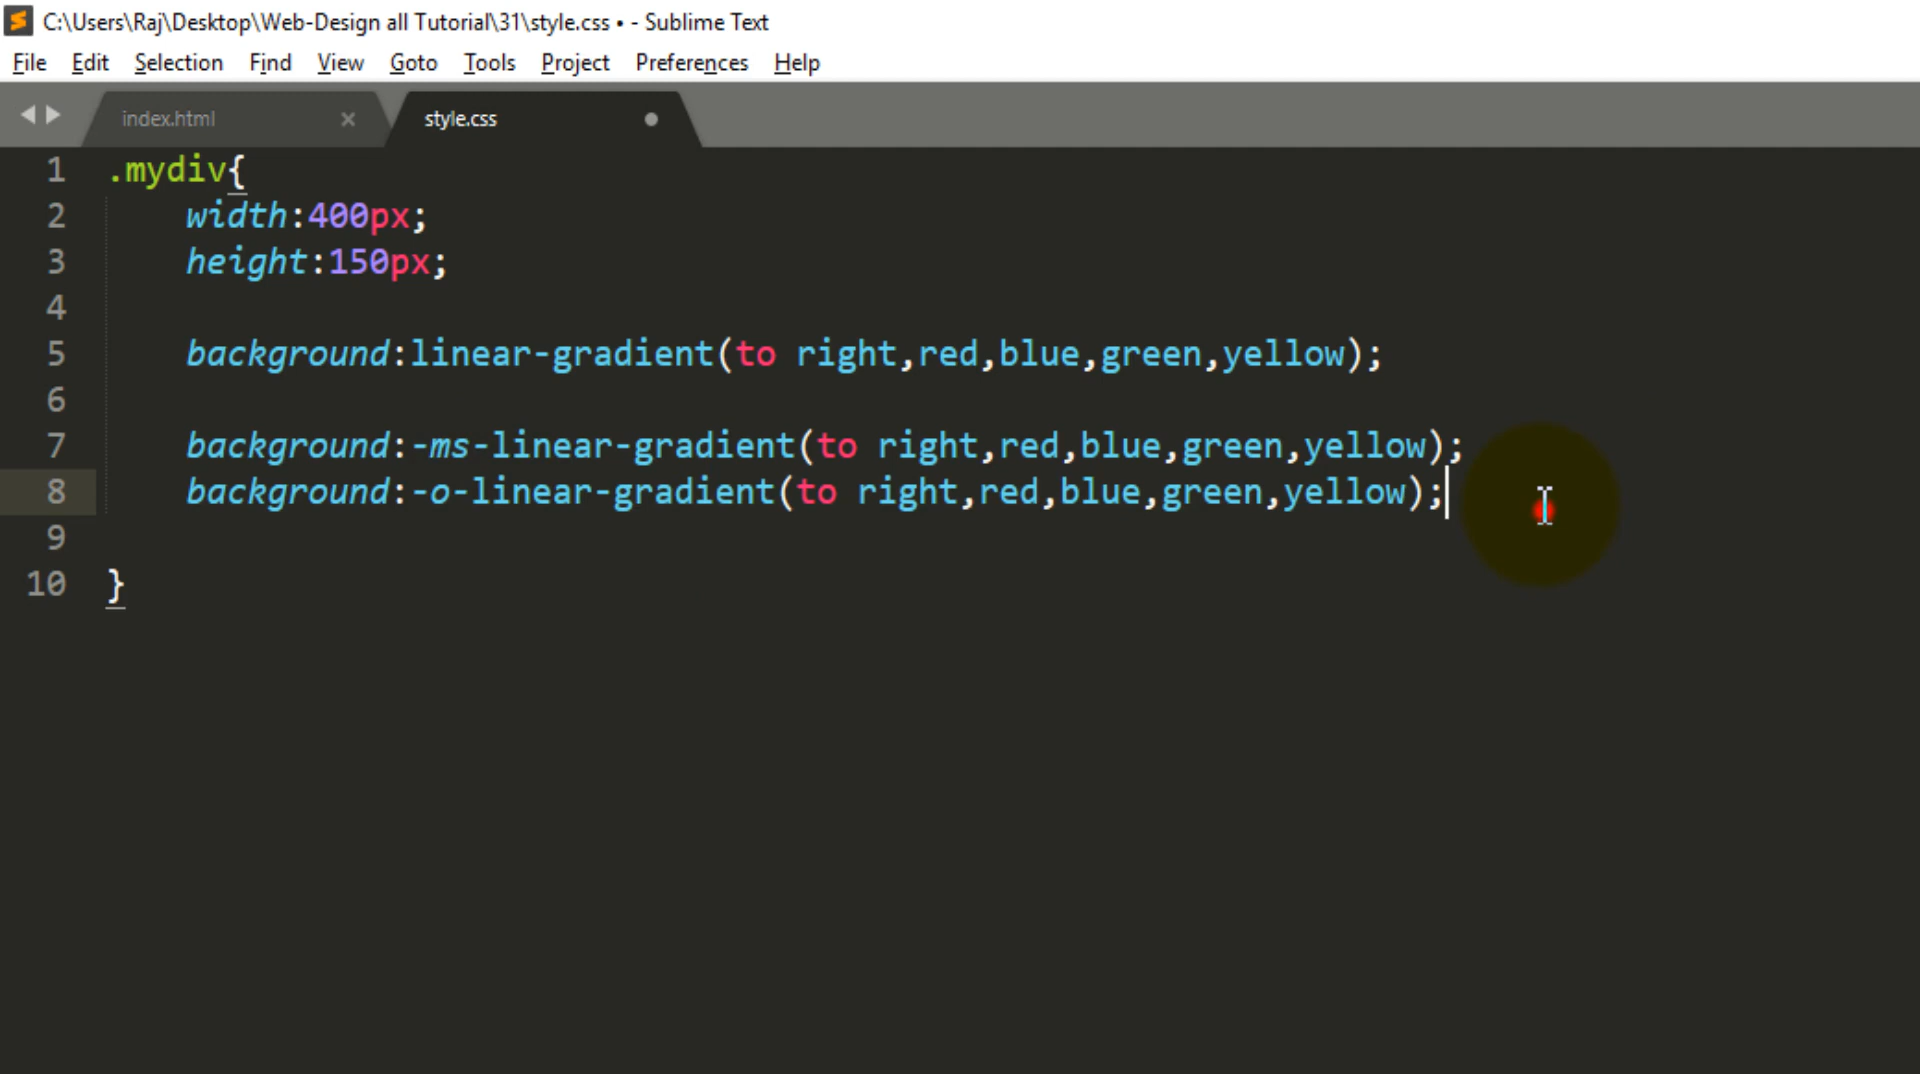 C:\Users\Raj\Desktop\Web-Design all Tutorial\31\style.css • - Sublime Text
File Edit Selection Find View Goto Tools Project Preferences Help
index.html × style.css
1 .mydiv{
2 width:400px;
3 height:150px;
4
5 background:linear-gradient(to right,red,blue,green,yellow);
6
7 background:-ms-linear-gradient(to right,red,blue,green,yellow);
8 background:-o-linear-gradient(to right,red,blue,green,yellow);
9
10 }